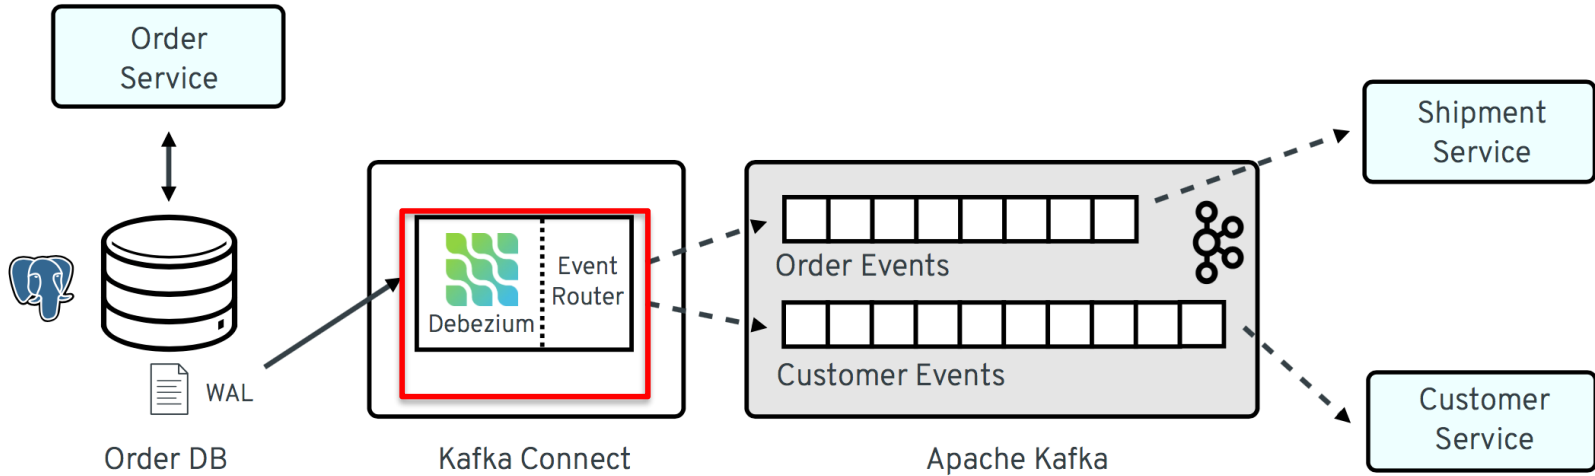 Order
Service
Shipment
Service
Event
Router
Debezium
Order Events
Customer Events
WAL
Customer
Service
Order DB
Kafka Connect
Apache Kafka